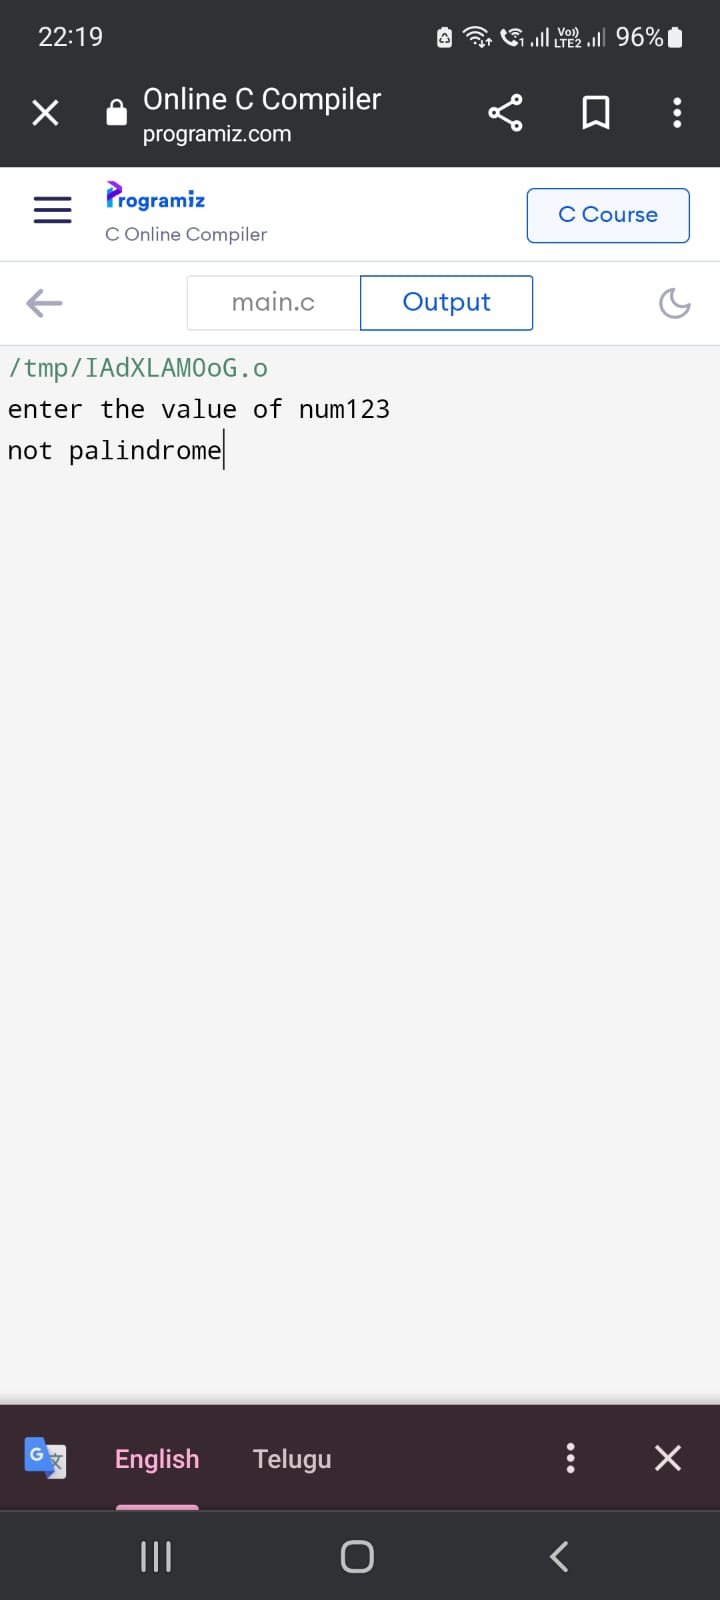 22:19
Vo)) LTE2 96%
Online C Compiler
programiz.com
Programiz
C Online Compiler
C Course
main.c
Output
/tmp/IAdXLAMOoG.o
enter the value of num123
not palindrome
G 文
English
Telugu